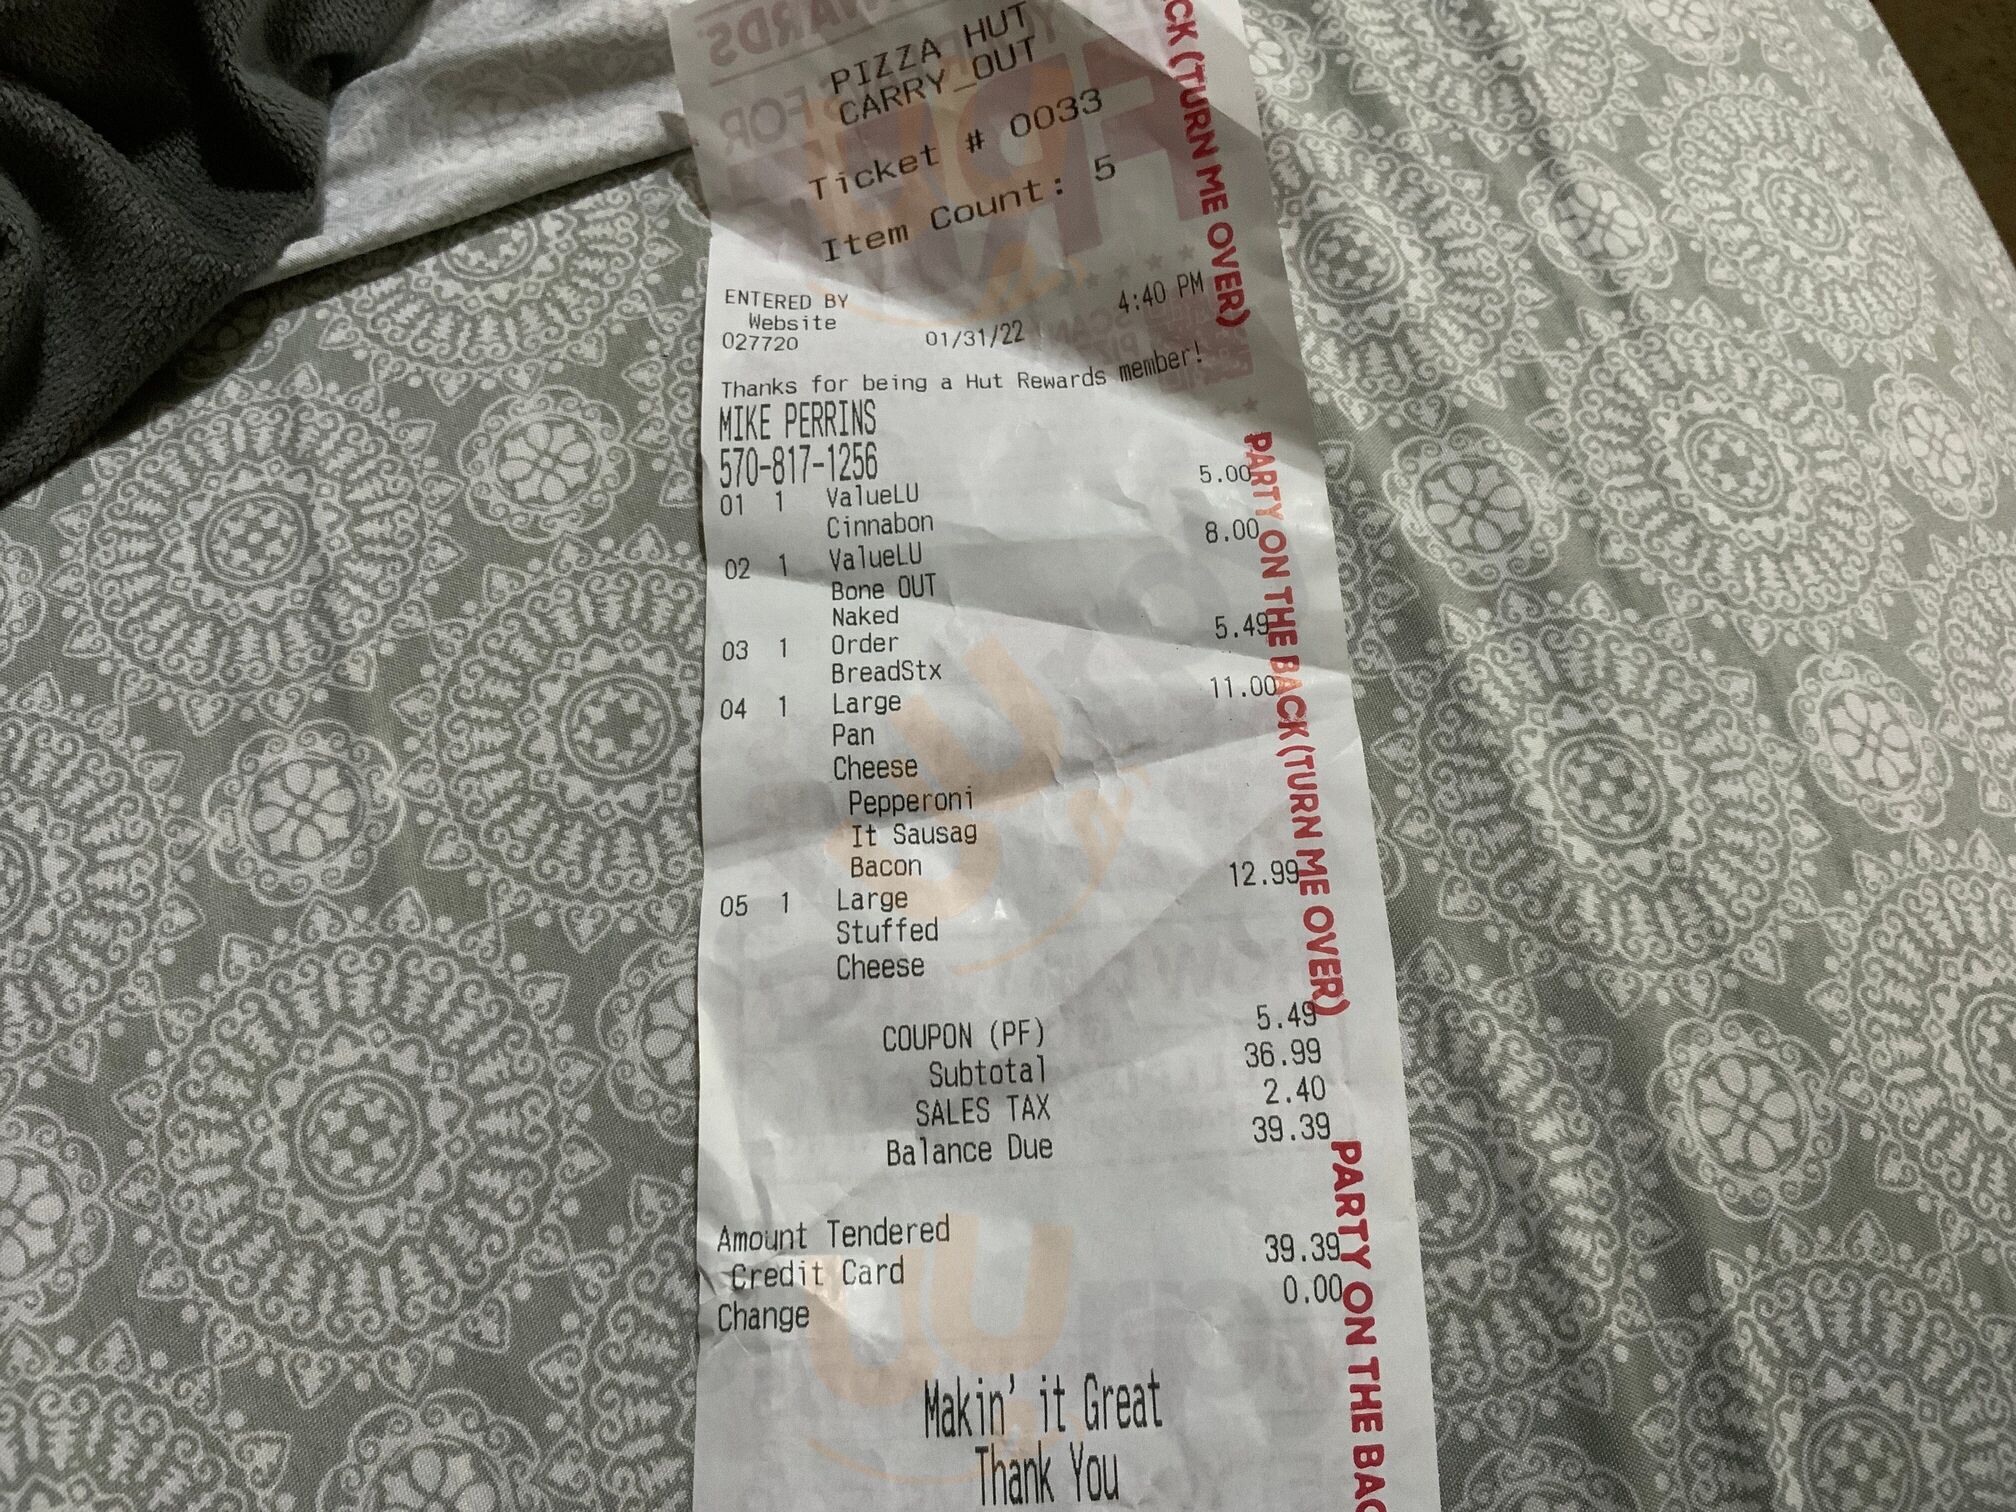 PIZZA HUT
CARRY_OUT
Ticket # 0033
Item Count: 5
ENTERED BY
Website 4:40 PM
027720 01/31/22
Thanks for being a Hut Rewards member!
MIKE PERRINS
570-817-1256
01 1 ValueLU 5.00
Cinnabon
02 1 ValueLU 8.00
Bone OUT
Naked
03 1 Order 5.49
BreadStx
04 1 Large 11.00
Pan
Cheese
Pepperoni
It Sausag
Bacon
05 1 Large 12.99
Stuffed
Cheese
COUPON (PF) 5.49
Subtotal 36.99
SALES TAX 2.40
Balance Due 39.39
Amount Tendered
Credit Card 39.39
Change 0.00
Makin' it Great
Thank You
CK (TURN ME OVER)
PARTY ON THE BACK (TURN ME OVER)
PARTY ON THE BAC